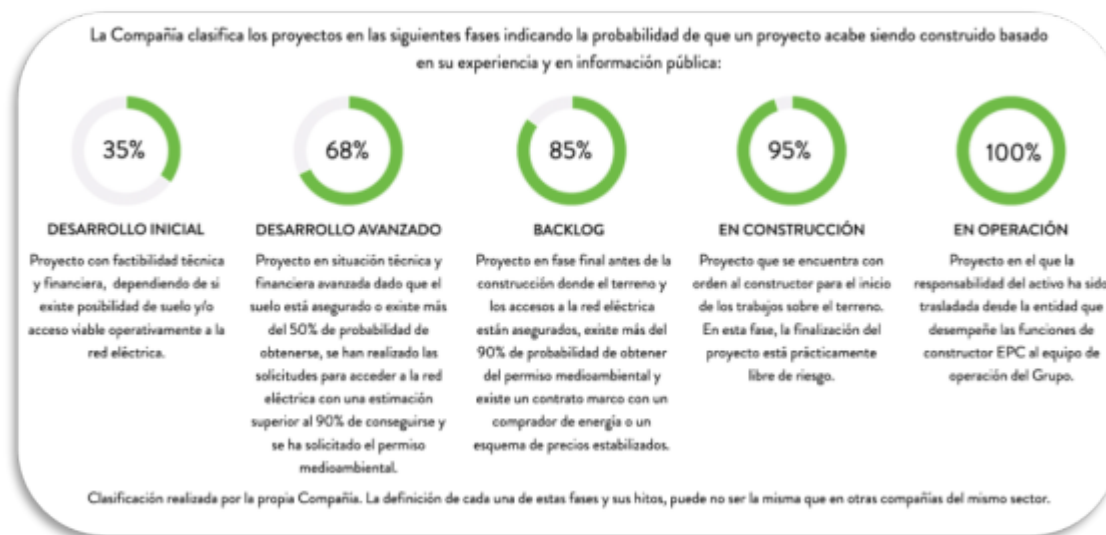 La Compañía clasifica los proyectos en las siguientes fases indicando la probabilidad de que un proyecto acabe siendo construido basado
en su experiencia y en información pública:
35%
68%
85%
95%
100%
DESARROLLO INICIAL
Proyecto con factibilidad técnica
y financiera, dependiendo de si
existe posibilidad de suelo y/o
acceso viable operativamente a la
red eléctrica.
DESARROLLO AVANZADO
Proyecto en situación técnica y
financiera avanzada dado que el
suelo está asegurado o existe más
del 50% de probabilidad de
obtenerse, se han realizado las
solicitudes para acceder a la red
eléctrica con una estimación
superior al 90% de conseguirse y
se ha solicitado el permiso
medioambiental.
BACKLOG
Proyecto en fase final antes de la
construcción donde el terreno y
los accesos a la red eléctrica
están asegurados, existe más del
90% de probabilidad de obtener
del permiso medioambiental y
existe un contrato marco con un
comprador de energía o un
esquema de precios estabilizados.
EN CONSTRUCCIÓN
Proyecto que se encuentra con
orden al constructor para el inicio
de los trabajos sobre el terreno.
En esta fase, la finalización del
proyecto está prácticamente
libre de riesgo.
EN OPERACIÓN
Proyecto en el que la
responsabilidad del activo ha sido
trasladada desde la entidad que
desempeñe las funciones de
constructor EPC al equipo de
operación del Grupo.
Clasificación realizada por la propia Compañía. La definición de cada una de estas fases y sus hitos, puede no ser la misma que en otras compañías del mismo sector.